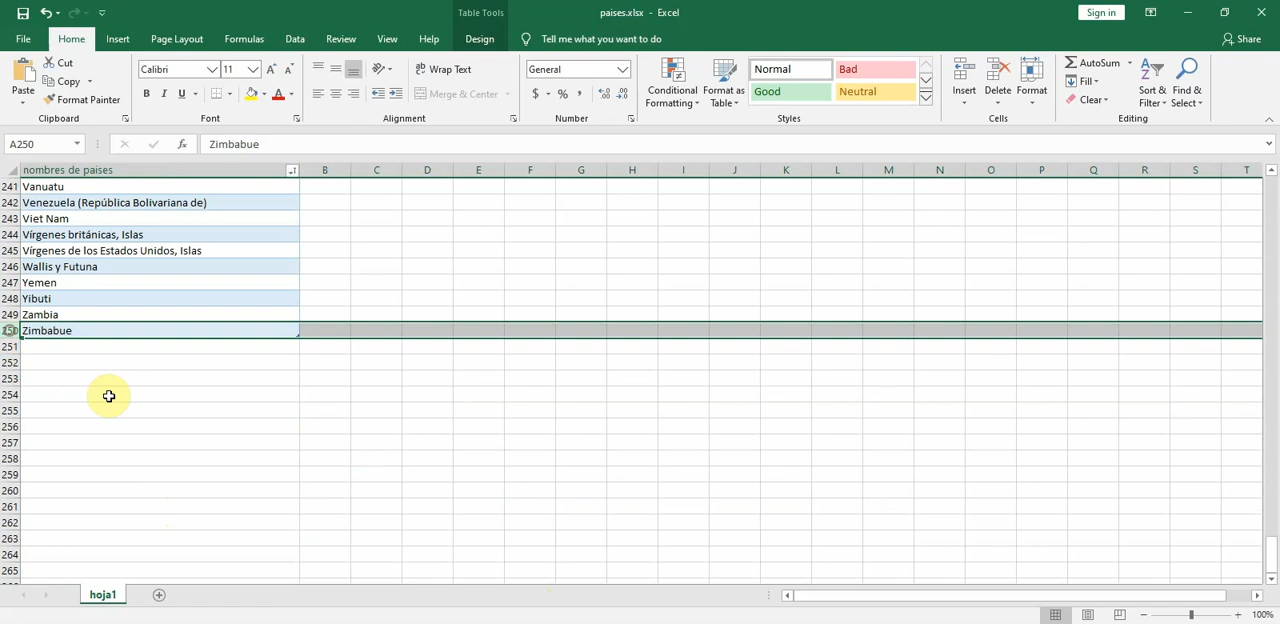 Table Tools
paises.xlsx - Excel
Sign in
File Home Insert Page Layout Formulas Data Review View Help Design Tell me what you want to do Share
Paste
Cut
Copy
Format Painter
Clipboard
Calibri 11
B I U
Font
Wrap Text
Merge & Center
Alignment
General
$ % ,
Number
Conditional Formatting
Format as Table
Normal Bad
Good Neutral
Styles
Insert Delete Format
Cells
AutoSum
Fill
Clear
Sort & Filter
Find & Select
Editing
A250 fx Zimbabue
nombres de paises B C D E F G H I J K L M N O P Q R S T
241 Vanuatu
242 Venezuela (República Bolivariana de)
243 Viet Nam
244 Vírgenes británicas, Islas
245 Vírgenes de los Estados Unidos, Islas
246 Wallis y Futuna
247 Yemen
248 Yibuti
249 Zambia
250 Zimbabue
251
252
253
254
255
256
257
258
259
260
261
262
263
264
265
hoja1
100%